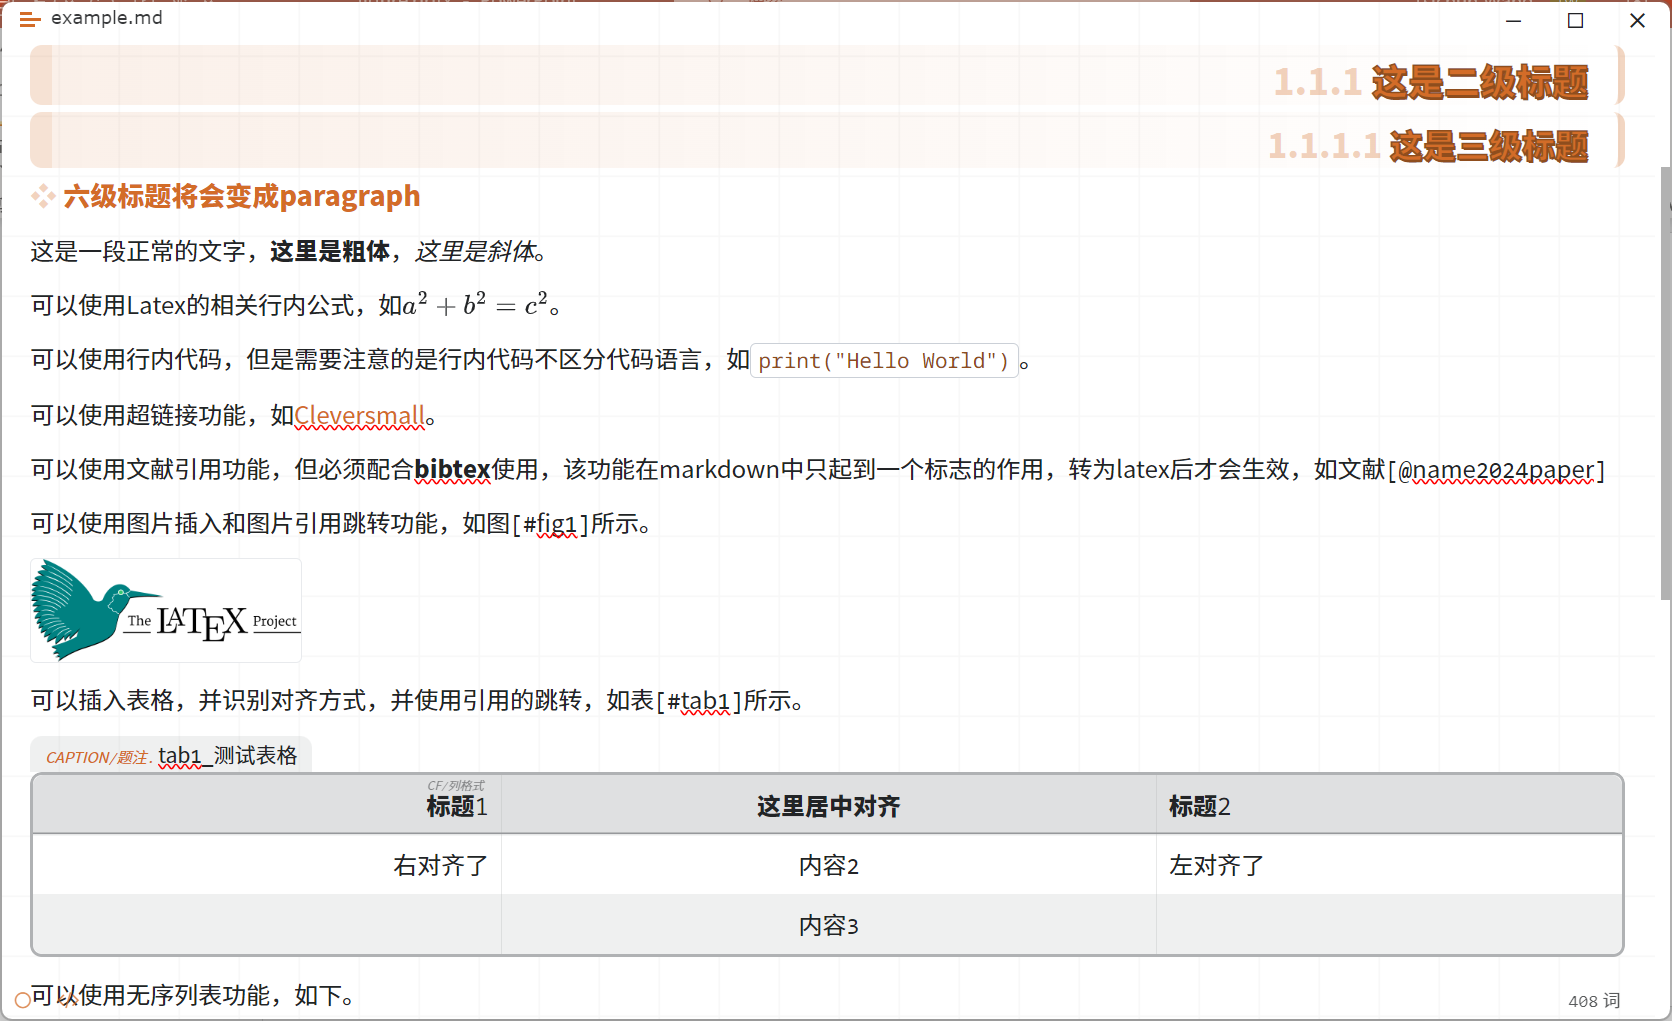 example.md
1.1.1 这是二级标题
1.1.1.1 这是三级标题
六级标题将会变成paragraph
这是一段正常的文字，这里是粗体，这里是斜体。
可以使用Latex的相关行内公式，如a² + b² = c²。
可以使用行内代码，但是需要注意的是行内代码不区分代码语言，如print("Hello World")。
可以使用超链接功能，如Cleversmall。
可以使用文献引用功能，但必须配合bibtex使用，该功能在markdown中只起到一个标志的作用，转为latex后才会生效，如文献[@name2024paper]
可以使用图片插入和图片引用跳转功能，如图[#fig1]所示。
The LATEX Project
可以插入表格，并识别对齐方式，并使用引用的跳转，如表[#tab1]所示。
CAPTION/题注. tab1_测试表格
CF/列格式
标题1 这里居中对齐 标题2
右对齐了 内容2 左对齐了
内容3
可以使用无序列表功能，如下。
408 词